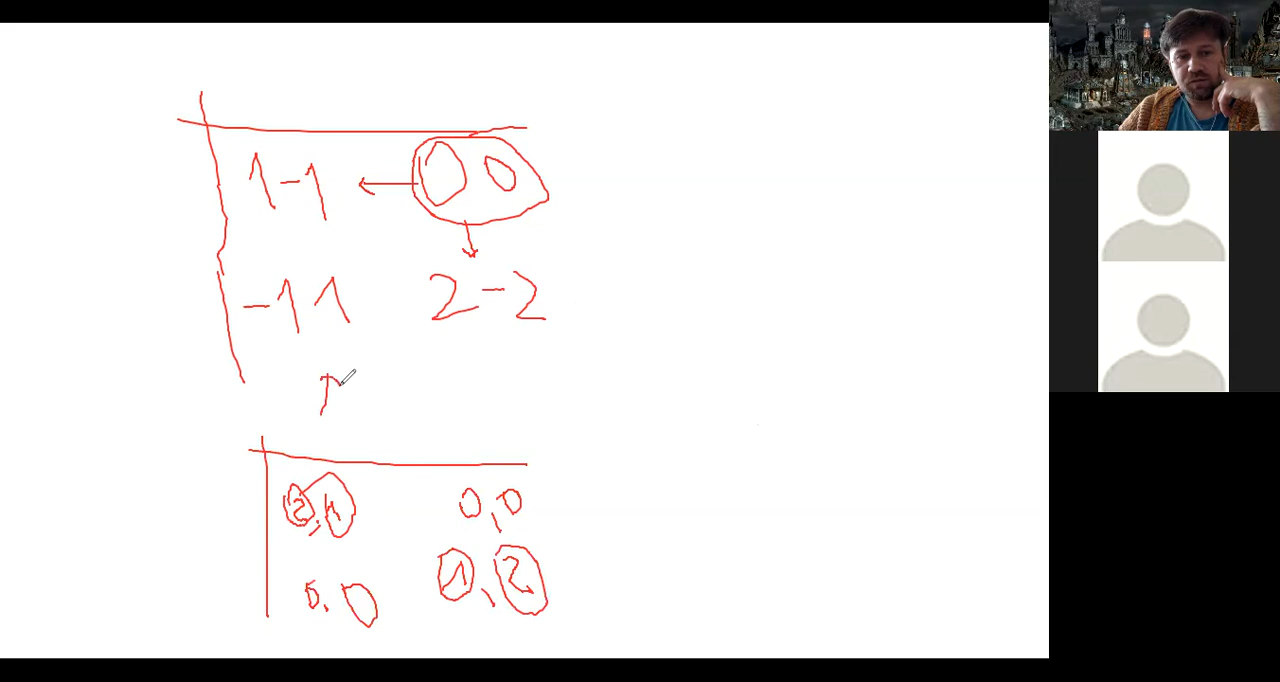 1 -1 0 0
-1 1 2 -2
2, 1 0, 0
0, 0 1, 2